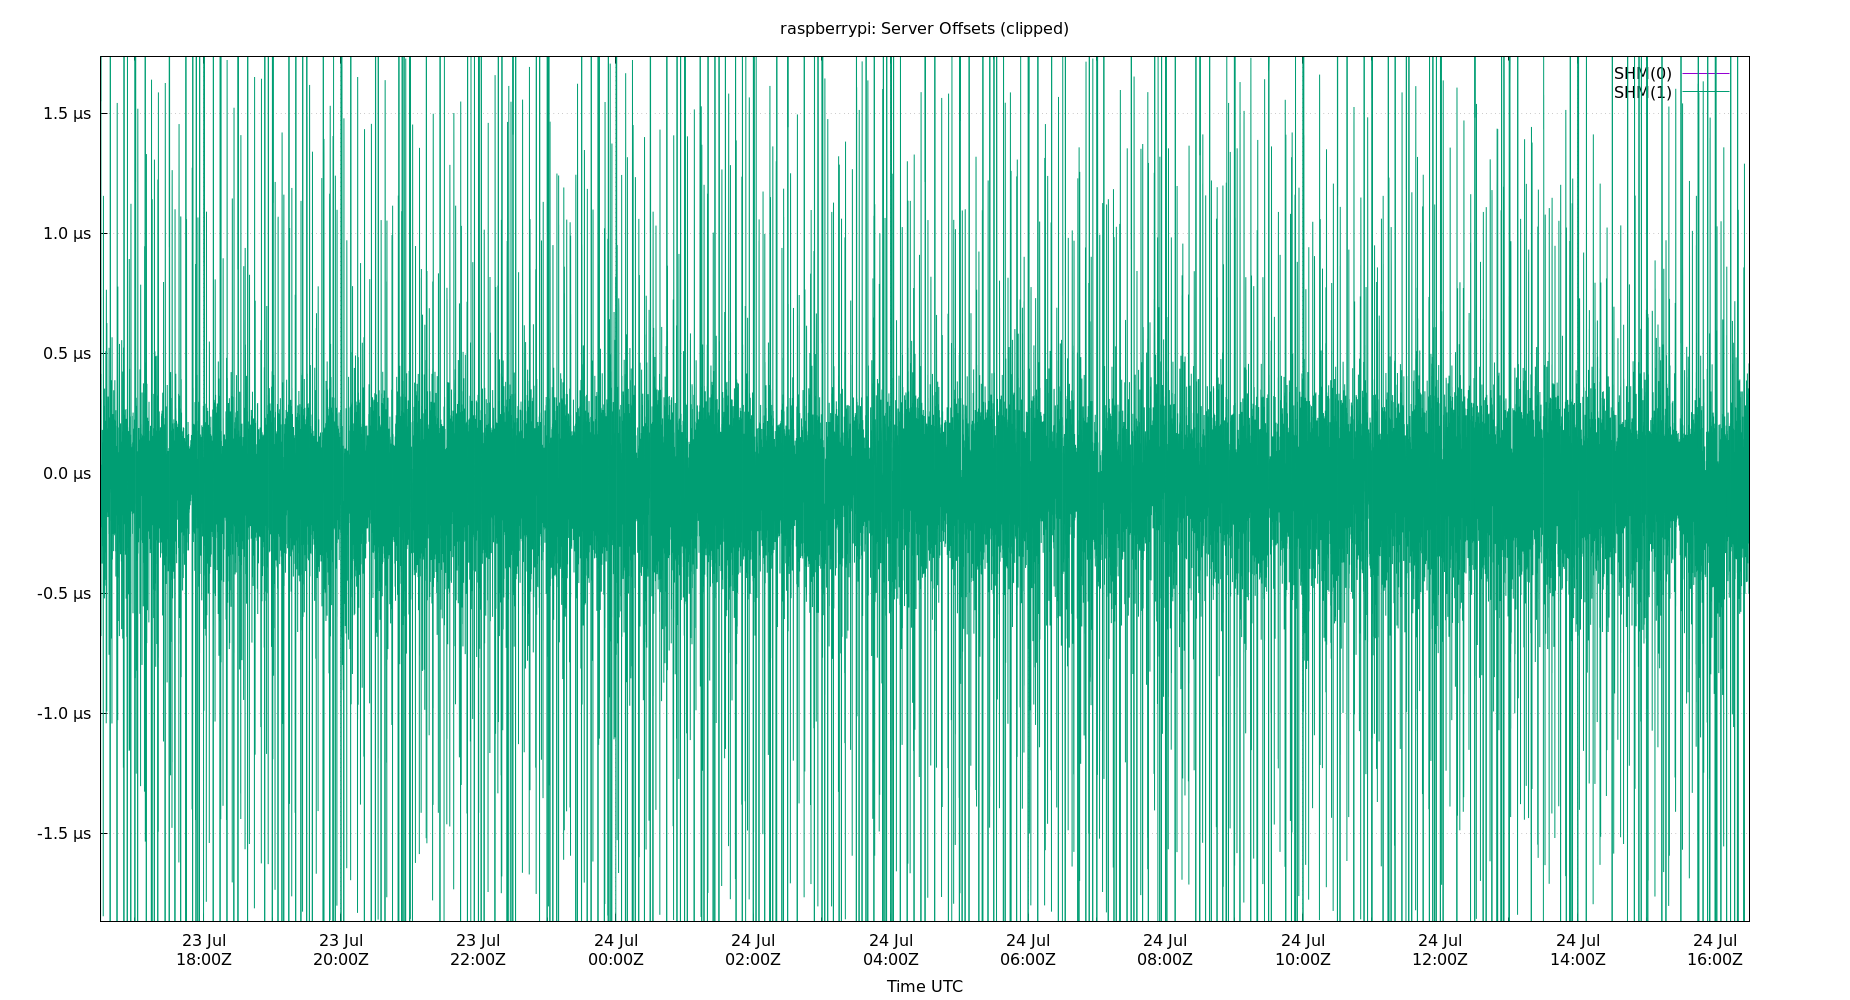 raspberrypi: Server Offsets (clipped)
SHM(0)
SHM(1)
1.5 µs
1.0 µs
0.5 µs
0.0 µs
-0.5 µs
-1.0 µs
-1.5 µs
23 Jul 23 Jul 23 Jul 24 Jul 24 Jul 24 Jul 24 Jul 24 Jul 24 Jul 24 Jul 24 Jul 24 Jul
18:00Z 20:00Z 22:00Z 00:00Z 02:00Z 04:00Z 06:00Z 08:00Z 10:00Z 12:00Z 14:00Z 16:00Z
Time UTC